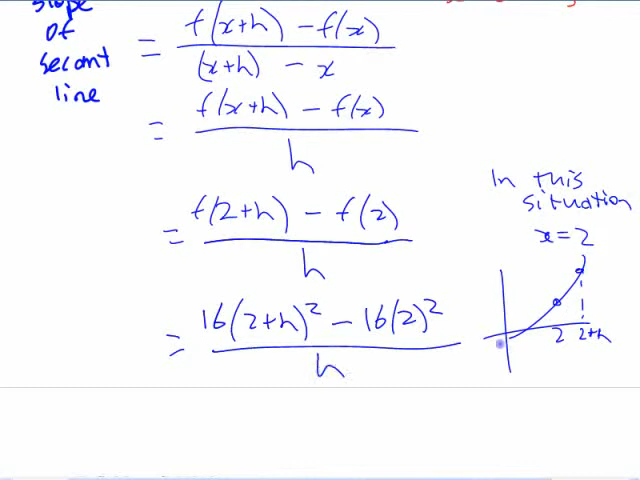 slope
of
secant
line
= f(x+h) - f(x) / (x+h) - x
= f(x+h) - f(x) / h
= f(2+h) - f(2) / h
= 16(2+h)² - 16(2)² / h
In this
situation
x = 2
2 2+h